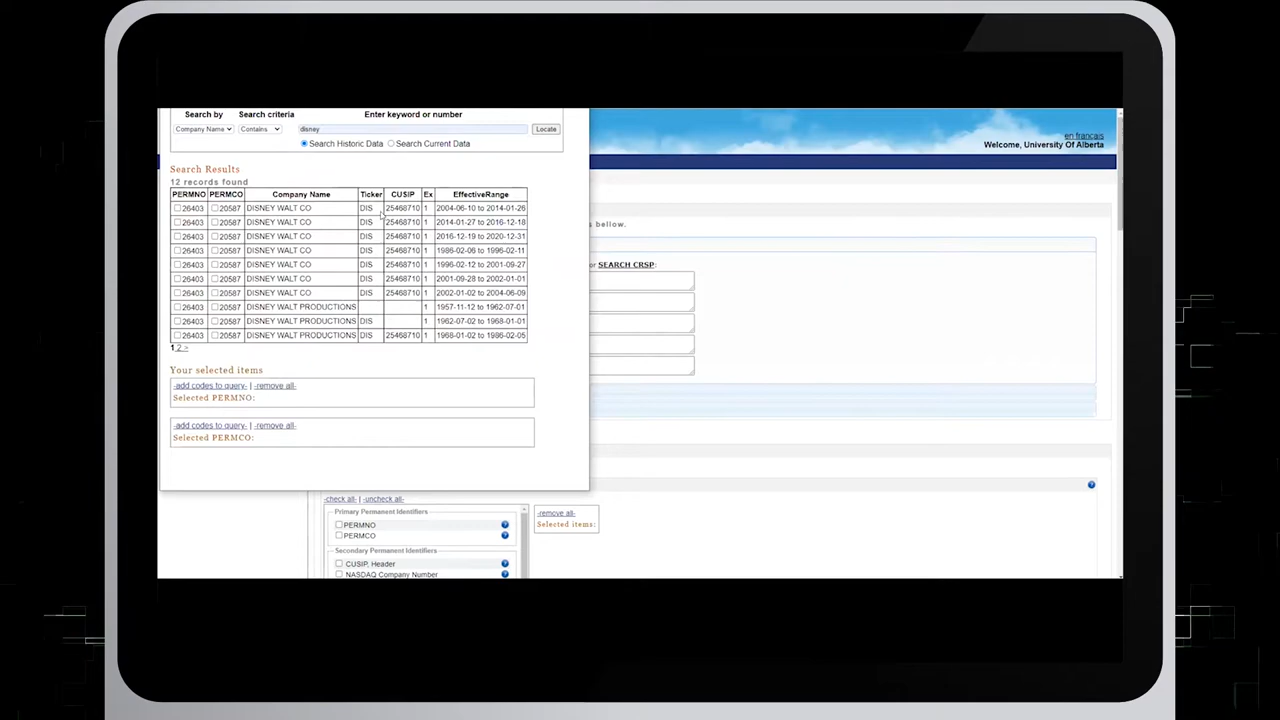 Search by Search criteria Enter keyword or number
Company Name Contains disney Locate
Search Historic Data Search Current Data
en français
Welcome, University Of Alberta
Search Results
12 records found
PERMNO PERMCO Company Name Ticker CUSIP Ex EffectiveRange
26403 20587 DISNEY WALT CO DIS 25468710 1 2004-06-10 to 2014-01-26
26403 20587 DISNEY WALT CO DIS 25468710 1 2014-01-27 to 2016-12-18
26403 20587 DISNEY WALT CO DIS 25468710 1 2016-12-19 to 2020-12-31
26403 20587 DISNEY WALT CO DIS 25468710 1 1986-02-06 to 1996-02-11
26403 20587 DISNEY WALT CO DIS 25468710 1 1996-02-12 to 2001-09-27
26403 20587 DISNEY WALT CO DIS 25468710 1 2001-09-28 to 2002-01-01
26403 20587 DISNEY WALT CO DIS 25468710 1 2002-01-02 to 2004-06-09
26403 20587 DISNEY WALT PRODUCTIONS 1 1957-11-12 to 1962-07-01
26403 20587 DISNEY WALT PRODUCTIONS DIS 1 1962-07-02 to 1968-01-01
26403 20587 DISNEY WALT PRODUCTIONS DIS 25468710 1 1968-01-02 to 1986-02-05
1 2 >
Your selected items
-add codes to query- | -remove all-
Selected PERMNO:
-add codes to query- | -remove all-
Selected PERMCO:
s bellow.
or SEARCH CRSP:
-check all- | -uncheck all-
Primary Permanent Identifiers
PERMNO
PERMCO
Secondary Permanent Identifiers
CUSIP, Header
NASDAQ Company Number
-remove all-
Selected items: